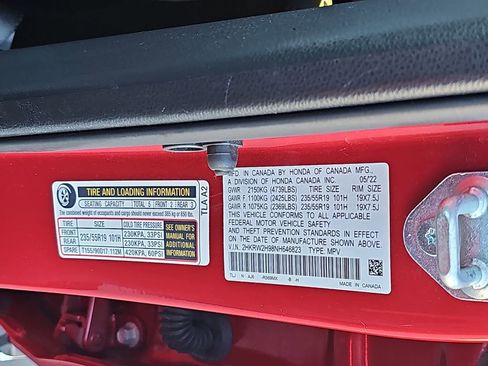 TIRE AND LOADING INFORMATION
SEATING CAPACITY TOTAL 5 FRONT 2 REAR 3
The combined weight of occupants and cargo should never exceed 385 kg or 850 lbs.
TIRE SIZE COLD TIRE PRESSURE
FRONT 235/55R19 101H 230KPA, 33PSI
REAR 230KPA, 33PSI
SPARE T155/90D17 112M 420KPA, 60PSI
SEE OWNER'S MANUAL FOR ADDITIONAL INFORMATION
TLA A2
MFD. IN CANADA BY HONDA OF CANADA MFG.,
A DIVISION OF HONDA CANADA INC. 05/22
GVWR 2150KG (4739LBS) TIRE SIZE RIM SIZE
GAWR F 1100KG (2425LBS) 235/55R19 101H 19X7.5J
GAWR R 1075KG (2369LBS) 235/55R19 101H 19X7.5J
THIS VEHICLE CONFORMS TO ALL APPLICABLE
FEDERAL MOTOR VEHICLE SAFETY, BUMPER, AND THEFT PREVENTION STANDARDS IN EFFECT ON THE DATE OF
MANUFACTURE SHOWN ABOVE.
V.I.N. 2HKRW2H98NH646823 TYPE: MPV
MADE IN CANADA